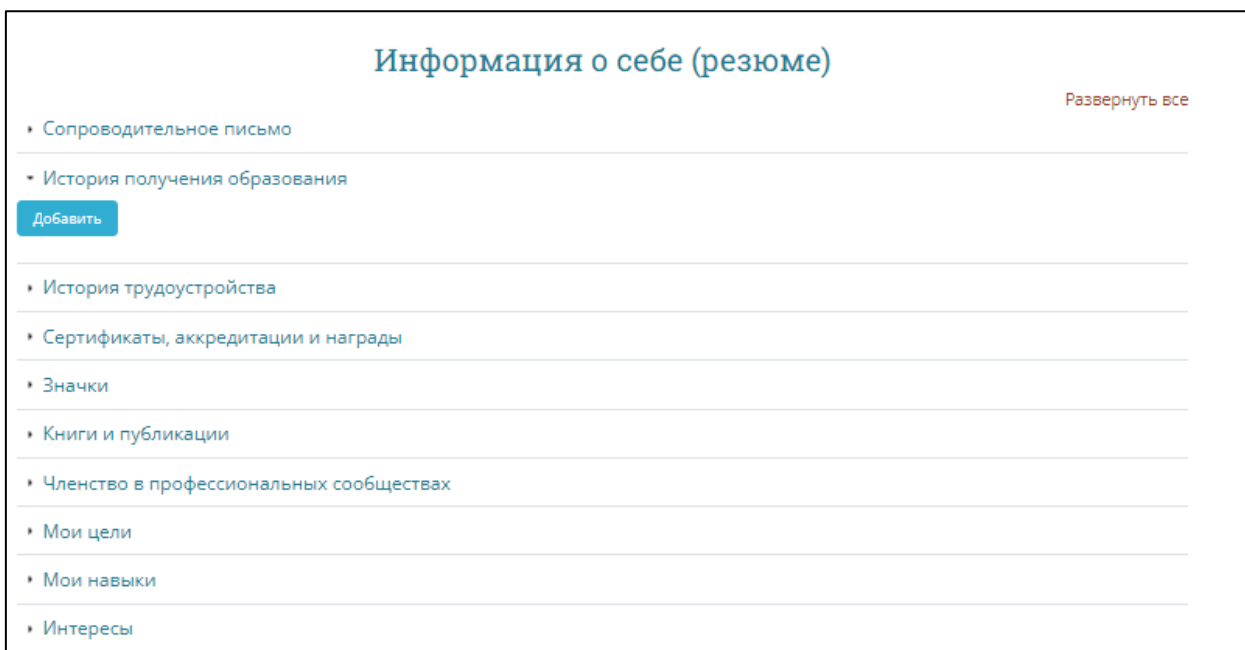 Информация о себе (резюме)
Развернуть все
Сопроводительное письмо
История получения образования
Добавить
История трудоустройства
Сертификаты, аккредитации и награды
Значки
Книги и публикации
Членство в профессиональных сообществах
Мои цели
Мои навыки
Интересы